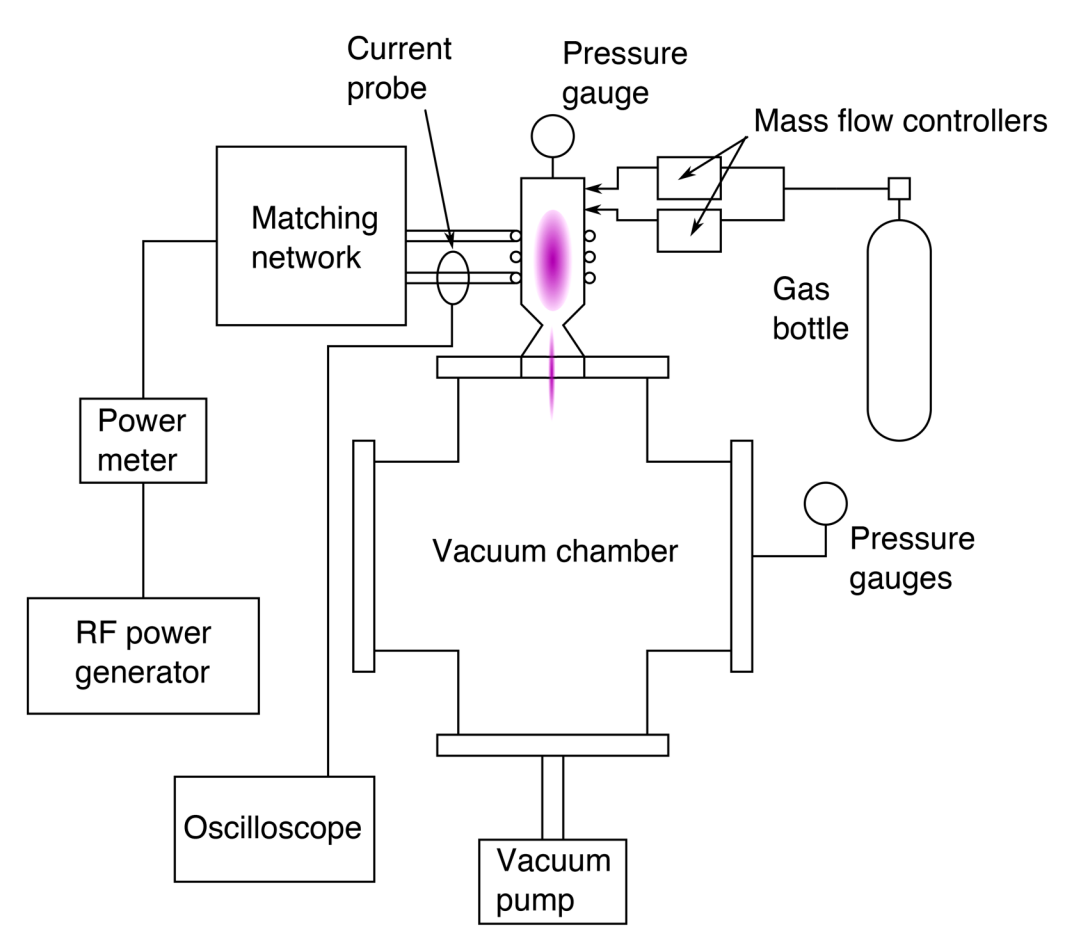 Current
probe
Pressure
gauge
Mass flow controllers
Matching
network
Gas
bottle
Power
meter
Pressure
gauges
Vacuum chamber
RF power
generator
Oscilloscope
Vacuum
pump